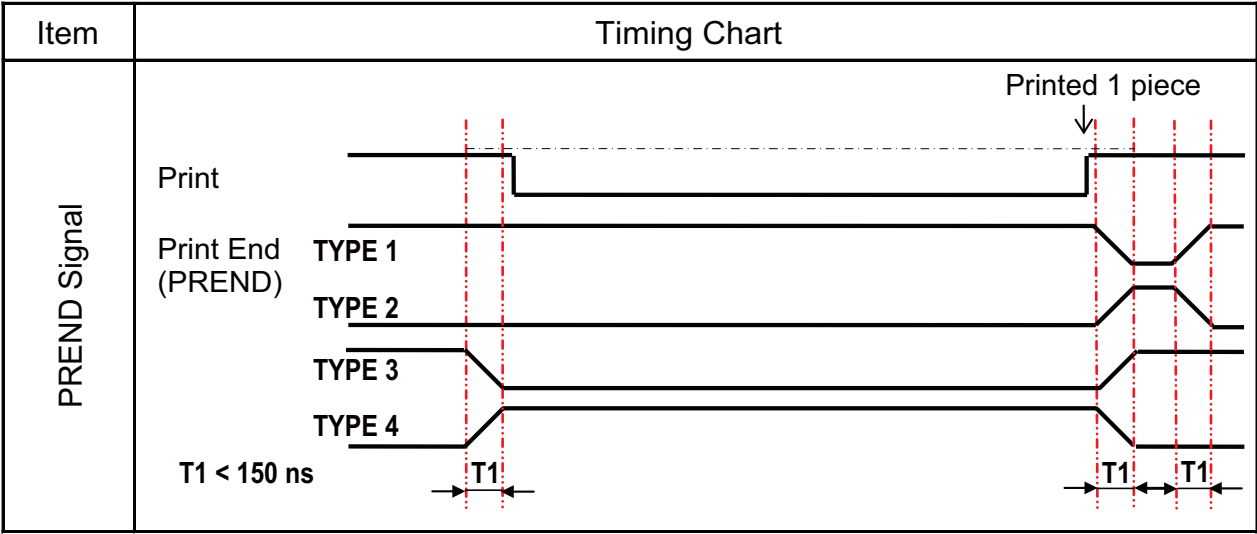 Item
Timing Chart
PREND Signal
Printed 1 piece
Print
Print End
(PREND)
TYPE 1
TYPE 2
TYPE 3
TYPE 4
T1 < 150 ns
T1
T1
T1